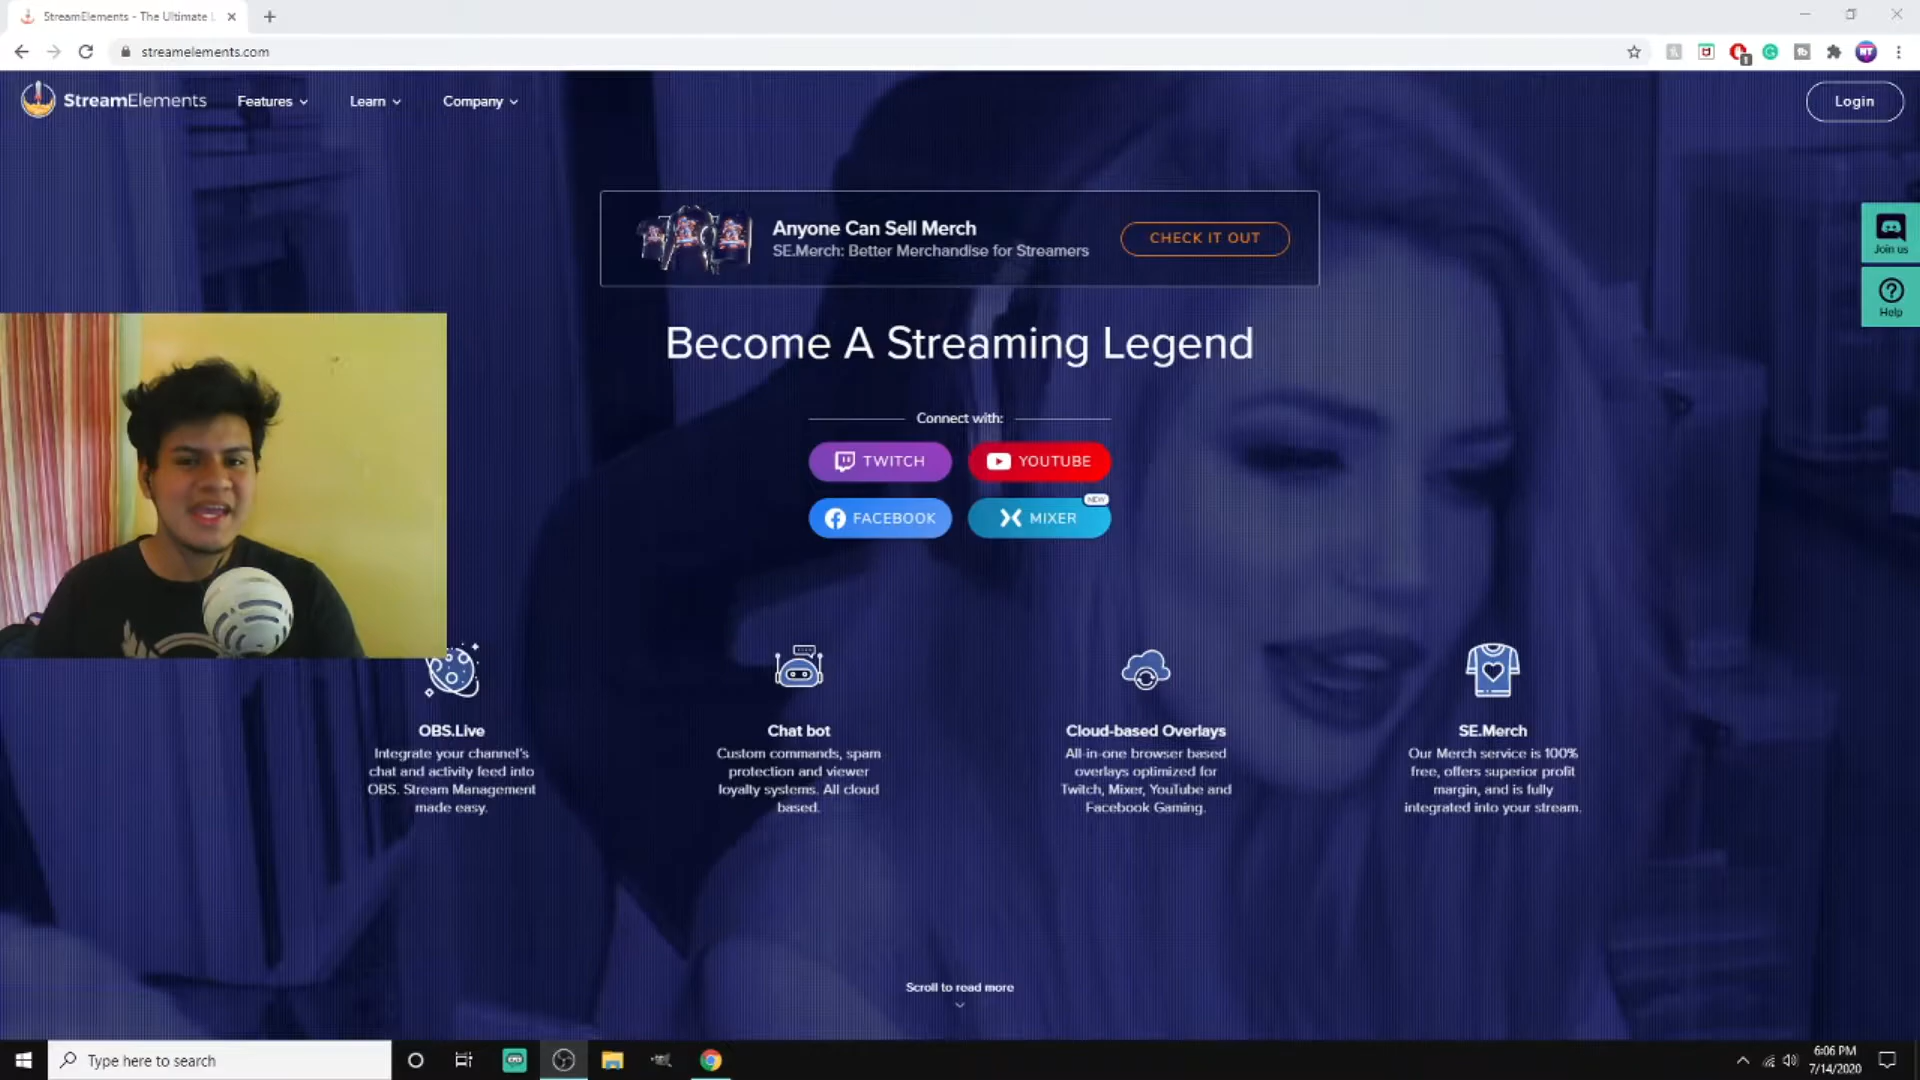 StreamElements - The Ultimate L
streamelements.com
StreamElements
Features
Learn
Company
Login
Anyone Can Sell Merch
SE.Merch: Better Merchandise for Streamers
CHECK IT OUT
Join us
Help
Become A Streaming Legend
Connect with:
TWITCH
YOUTUBE
FACEBOOK
MIXER
NEW
OBS.Live
Integrate your channel's
chat and activity feed into
OBS. Stream Management
made easy.
Chat bot
Custom commands, spam
protection and viewer
loyalty systems. All cloud
based.
Cloud-based Overlays
All-in-one browser based
overlays optimized for
Twitch, Mixer, YouTube and
Facebook Gaming.
SE.Merch
Our Merch service is 100%
free, offers superior profit
margin, and is fully
integrated into your stream.
Scroll to read more
Type here to search
6:06 PM
7/14/2020